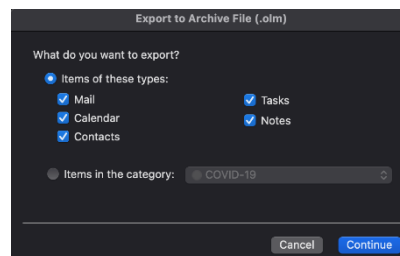 Export to Archive File (.olm)
What do you want to export?
Items of these types:
Mail
Tasks
Calendar
Notes
Contacts
Items in the category:
COVID-19
Cancel
Continue